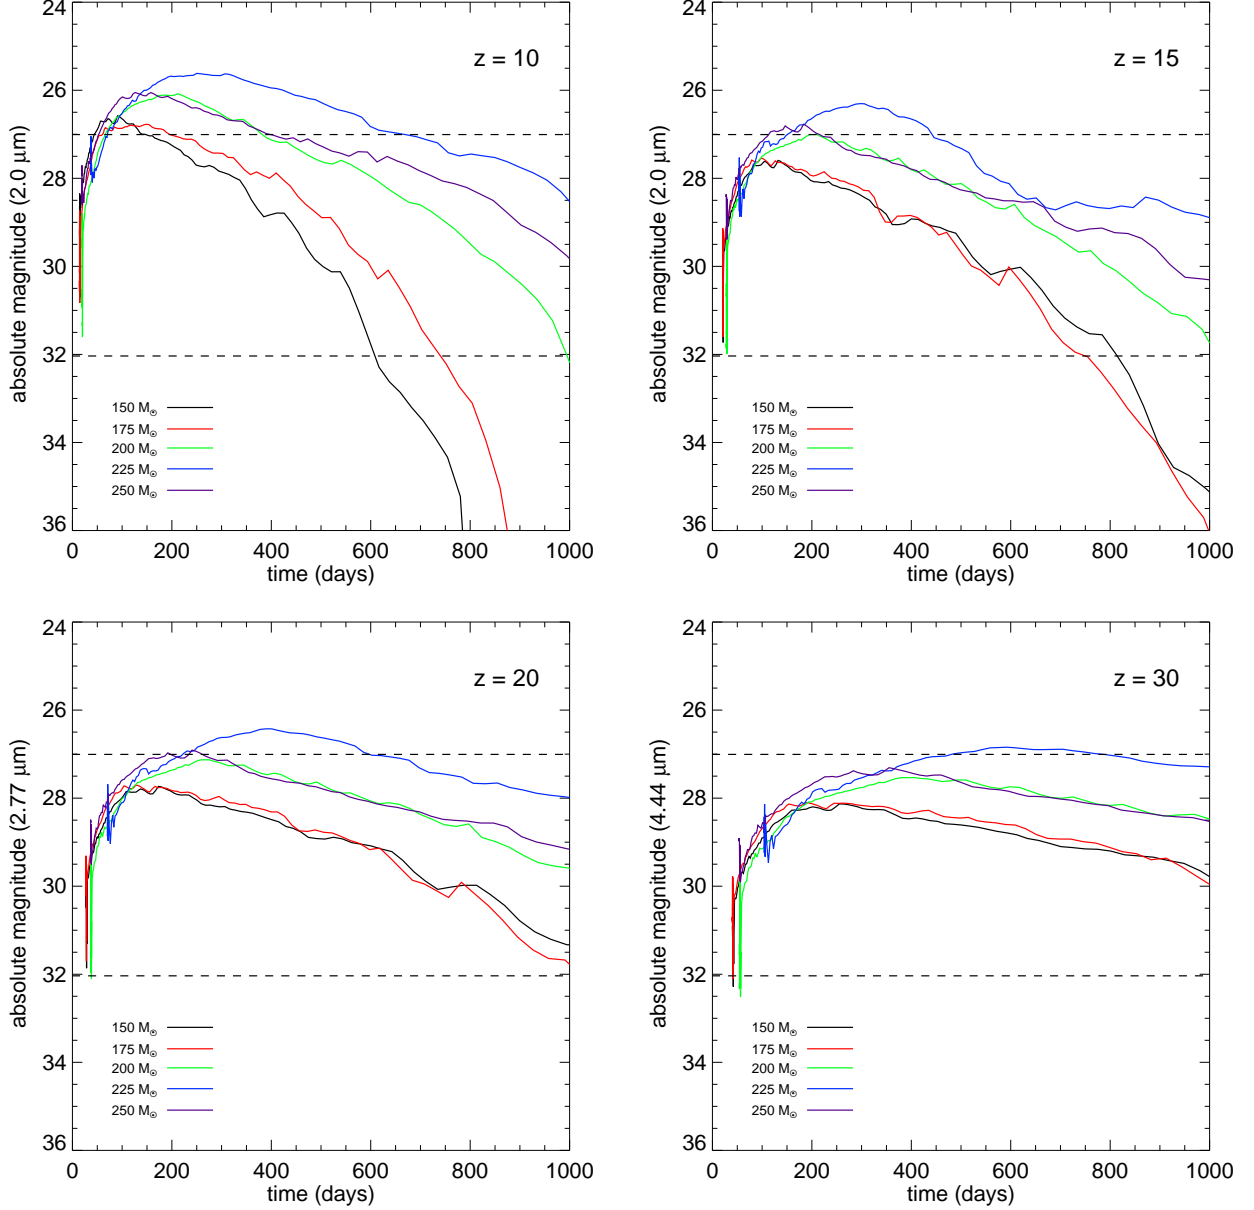 24
26
28
30
32
34
36
absolute magnitude (2.0 μm)
z = 10
150 M⊙
175 M⊙
200 M⊙
225 M⊙
250 M⊙
0 200 400 600 800 1000
time (days)
24
26
28
30
32
34
36
absolute magnitude (2.0 μm)
z = 15
150 M⊙
175 M⊙
200 M⊙
225 M⊙
250 M⊙
0 200 400 600 800 1000
time (days)
24
26
28
30
32
34
36
absolute magnitude (2.77 μm)
z = 20
150 M⊙
175 M⊙
200 M⊙
225 M⊙
250 M⊙
0 200 400 600 800 1000
time (days)
24
26
28
30
32
34
36
absolute magnitude (4.44 μm)
z = 30
150 M⊙
175 M⊙
200 M⊙
225 M⊙
250 M⊙
0 200 400 600 800 1000
time (days)